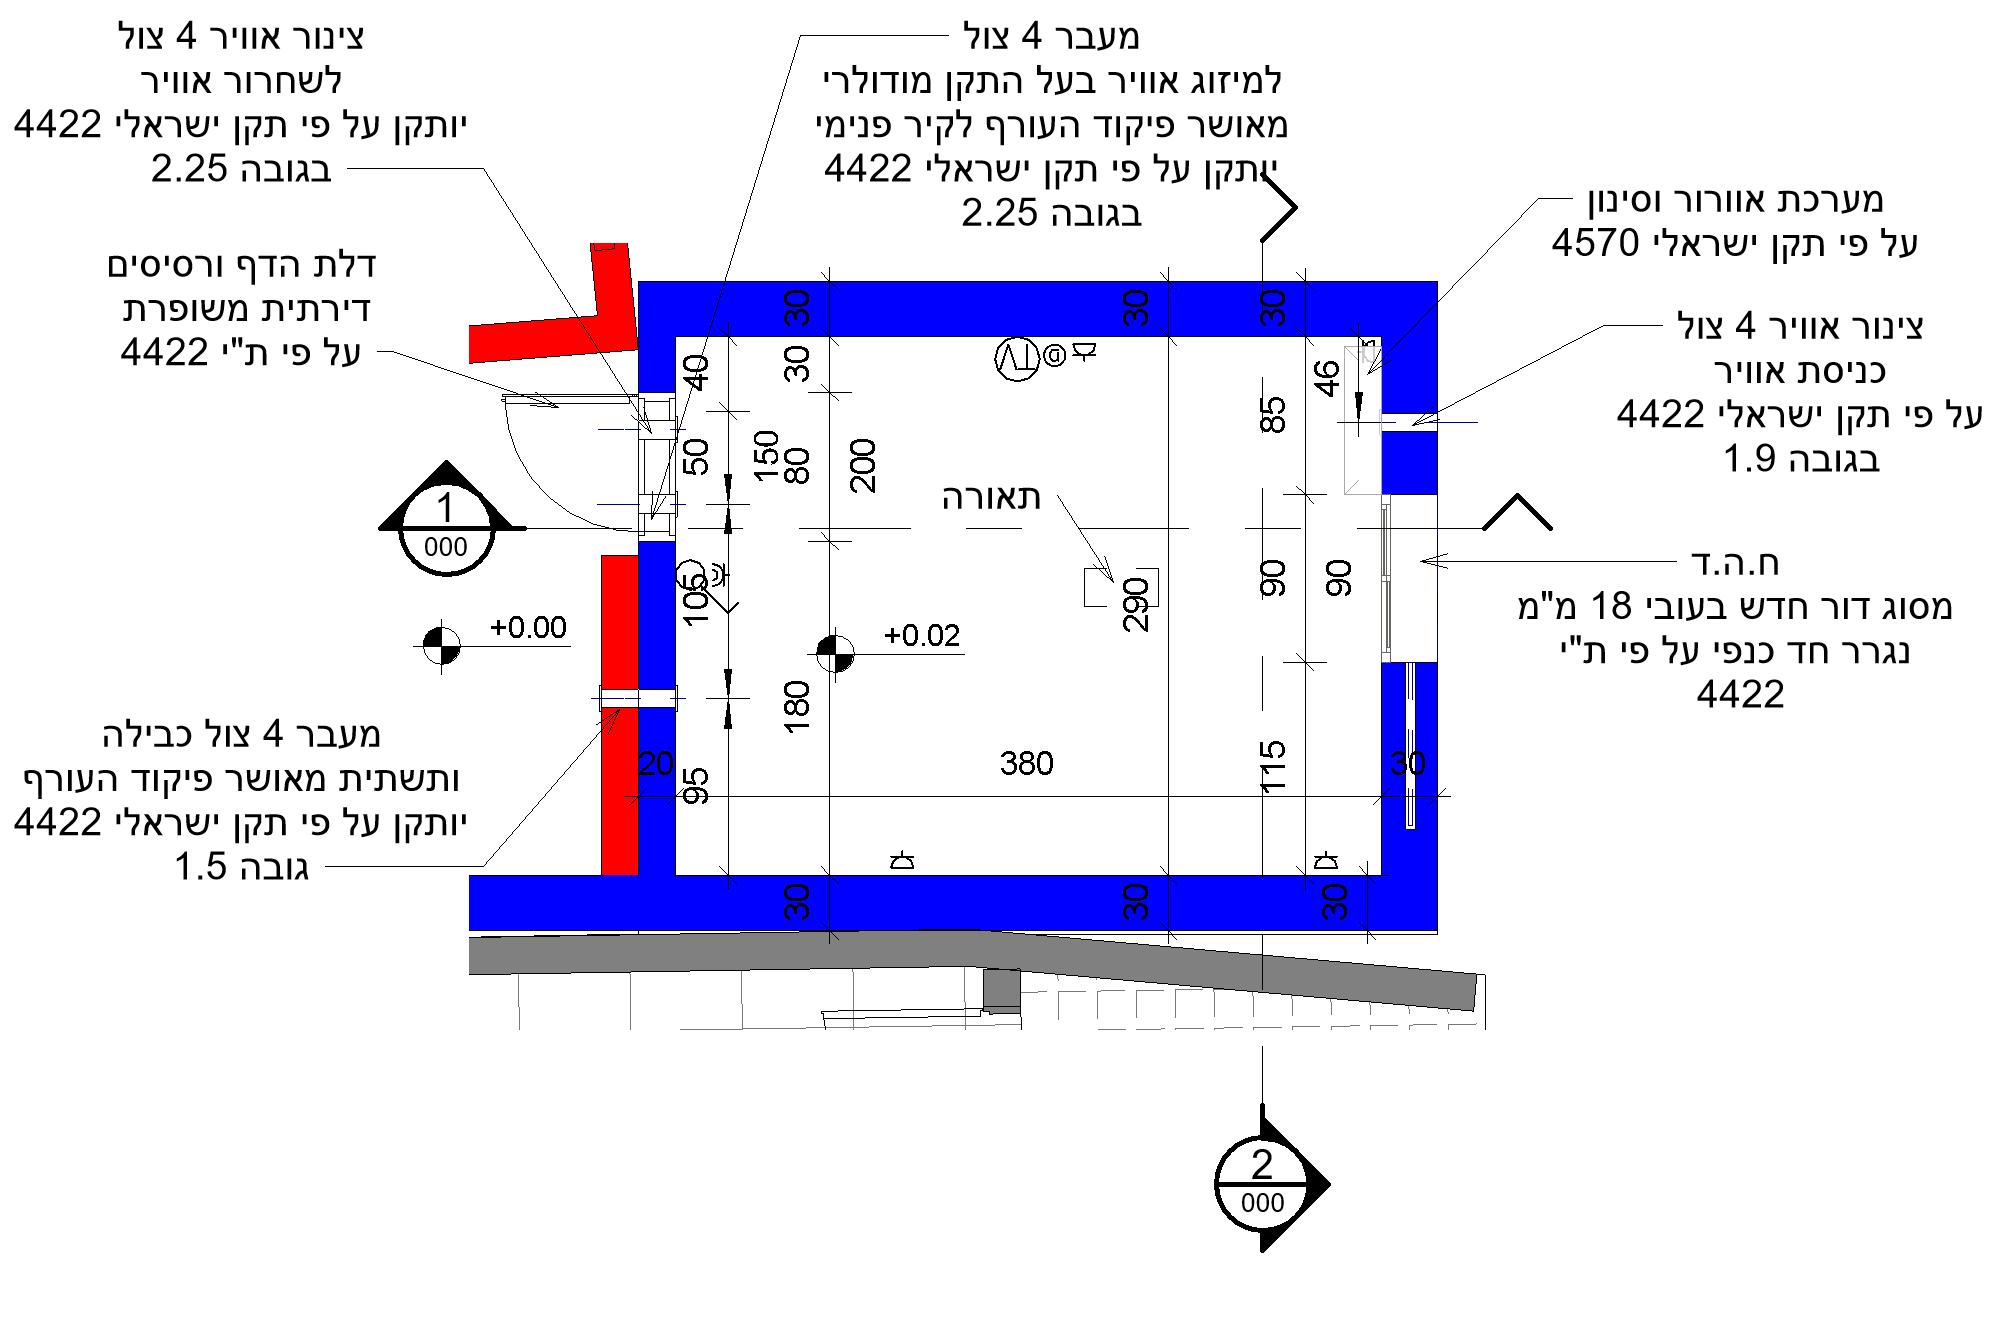 צינור אוויר 4 צול
לשחרור אוויר
יותקן על פי תקן ישראלי 4422
בגובה 2.25
מעבר 4 צול
למיזוג אוויר בעל התקן מודולרי
מאושר פיקוד העורף לקיר פנימי
יותקן על פי תקן ישראלי 4422
בגובה 2.25
מערכת אוורור וסינון
על פי תקן ישראלי 4570
צינור אוויר 4 צול
כניסת אוויר
על פי תקן ישראלי 4422
בגובה 1.9
דלת הדף ורסיסים
דירתית משופרת
על פי ת"י 4422
30
30
30
40
30
TV
@
46
85
50
150
80
200
תאורה
1
000
105
290
90
90
ח.ה.ד
מסוג דור חדש בעובי 18 מ"מ
נגרר חד כנפי על פי ת"י
4422
+0.00
+0.02
180
מעבר 4 צול כבילה
ותשתית מאושר פיקוד העורף
יותקן על פי תקן ישראלי 4422
גובה 1.5
20
95
380
115
30
30
30
30
2
000